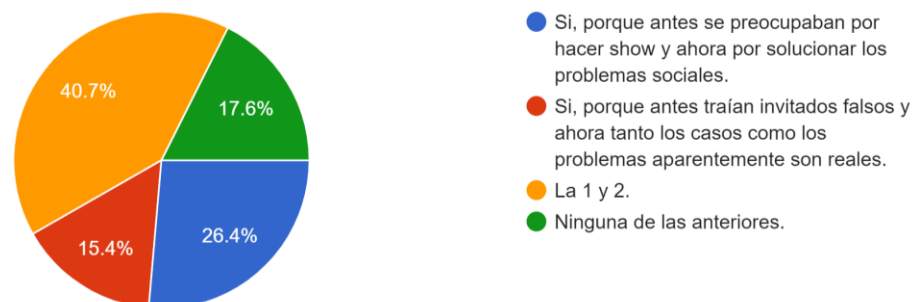 40.7%
17.6%
15.4%
26.4%
Si, porque antes se preocupaban por
hacer show y ahora por solucionar los
problemas sociales.
Si, porque antes traían invitados falsos y
ahora tanto los casos como los
problemas aparentemente son reales.
La 1 y 2.
Ninguna de las anteriores.